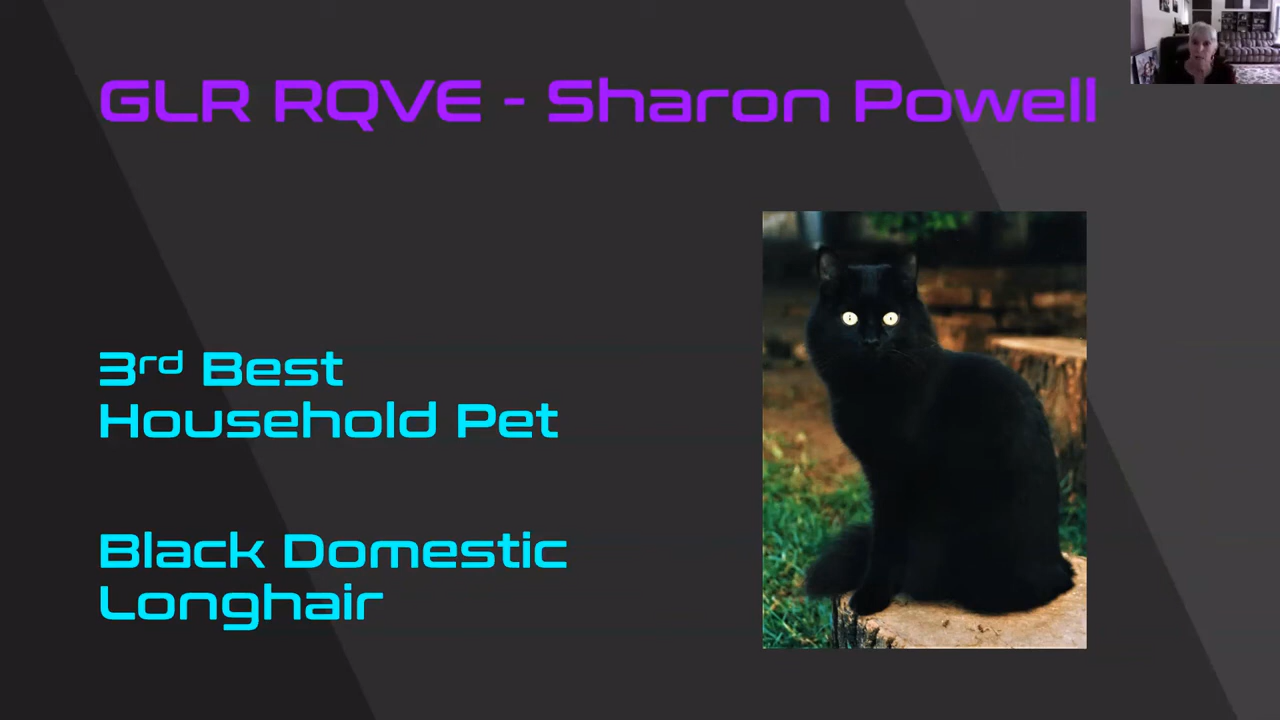 GLR RQVE - Sharon Powell
3rd Best
Household Pet
Black Domestic
Longhair